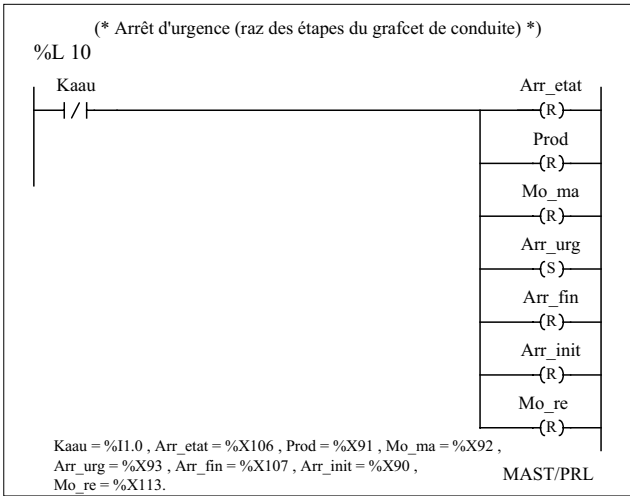 (* Arrêt d'urgence (raz des étapes du grafcet de conduite) *)
%L 10
Kaau
Arr_etat
(R)
Prod
(R)
Mo_ma
(R)
Arr_urg
(S)
Arr_fin
(R)
Arr_init
(R)
Mo_re
(R)
Kaau = %I1.0 , Arr_etat = %X106 , Prod = %X91 , Mo_ma = %X92 ,
Arr_urg = %X93 , Arr_fin = %X107 , Arr_init = %X90 ,
Mo_re = %X113.
MAST/PRL